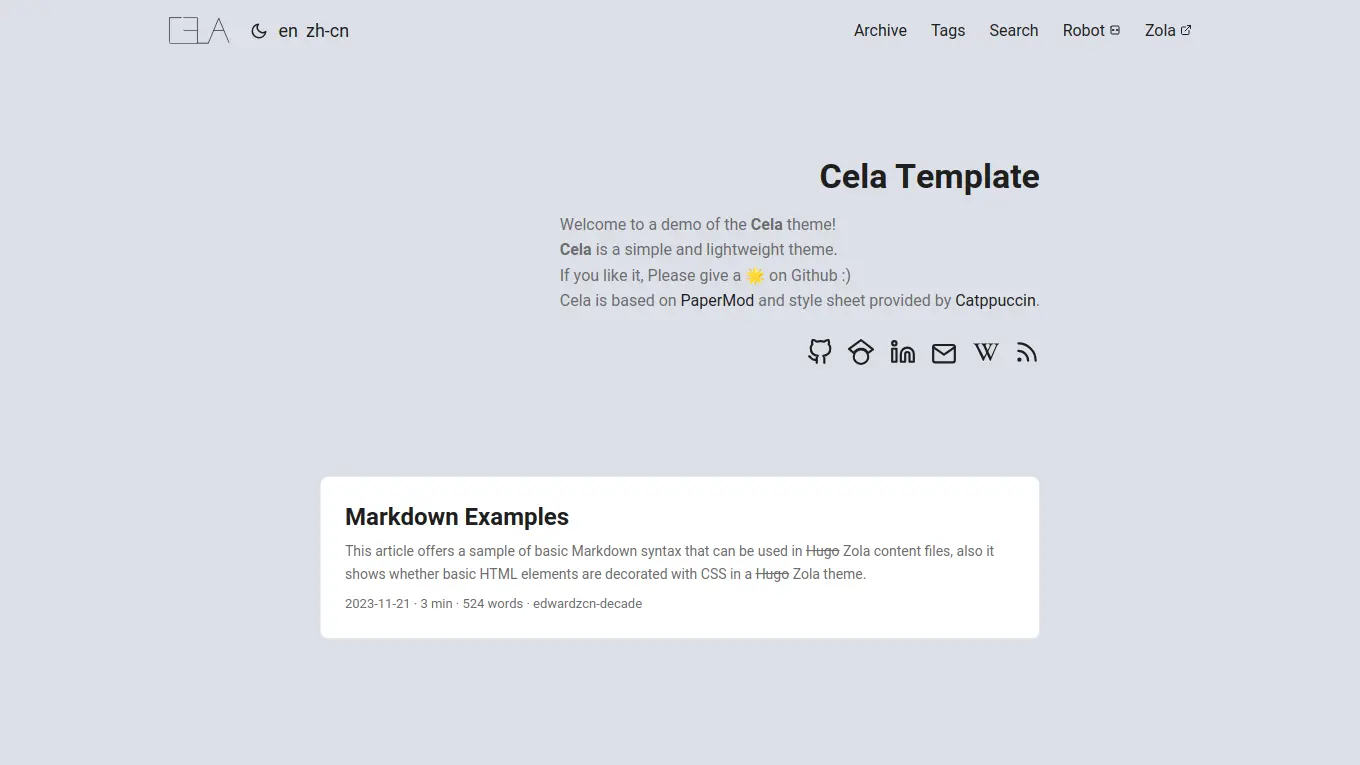 CELA en zh-cn Archive Tags Search Robot Zola
Cela Template
Welcome to a demo of the Cela theme!
Cela is a simple and lightweight theme.
If you like it, Please give a 🌟 on Github :)
Cela is based on PaperMod and style sheet provided by Catppuccin.
Markdown Examples
This article offers a sample of basic Markdown syntax that can be used in Hugo Zola content files, also it
shows whether basic HTML elements are decorated with CSS in a Hugo Zola theme.
2023-11-21 · 3 min · 524 words · edwardzcn-decade